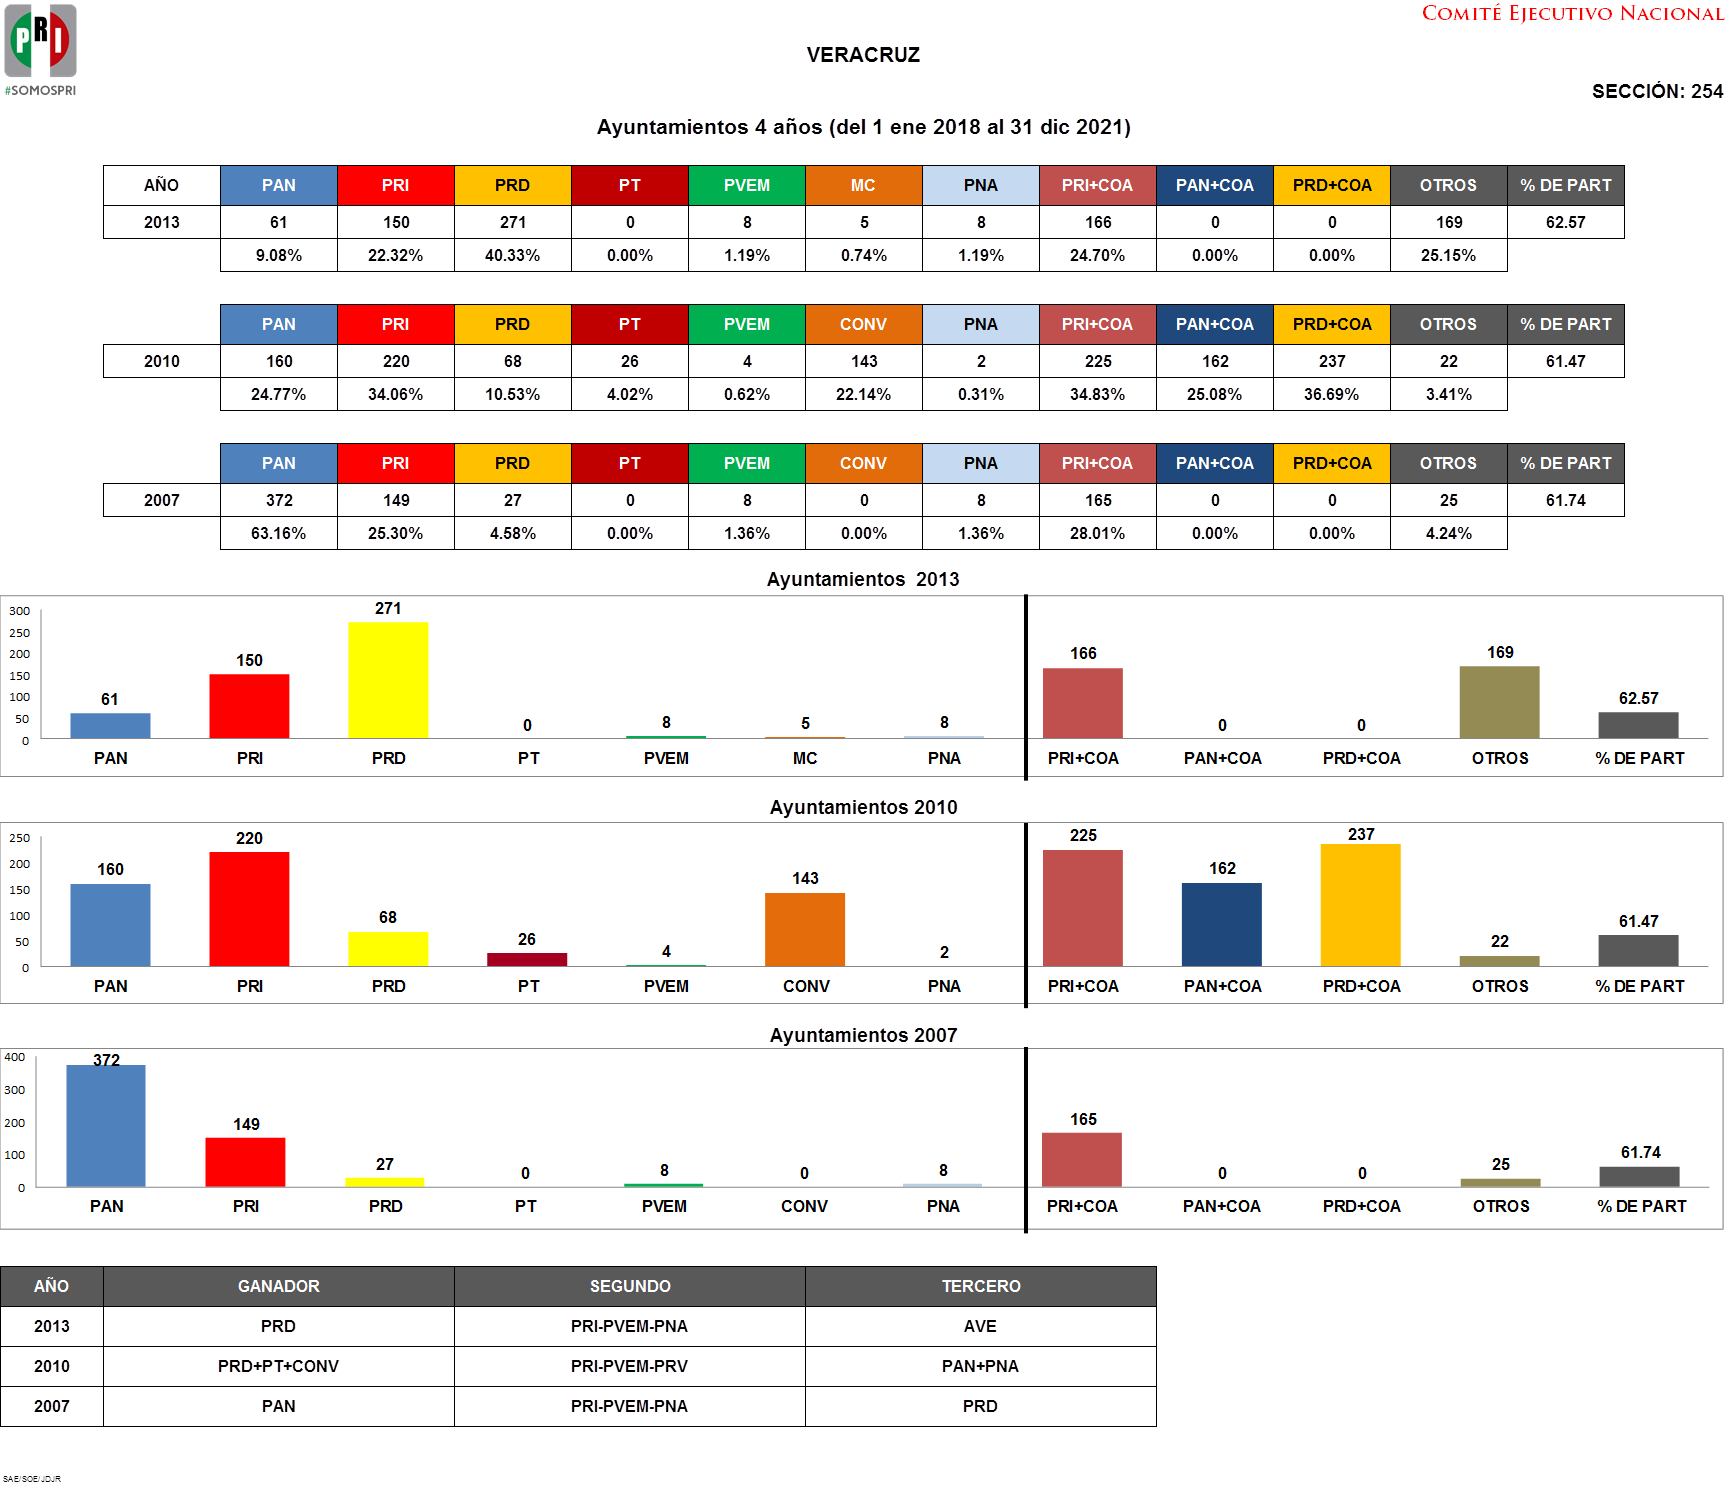 PRI
#SOMOSPRI
COMITÉ EJECUTIVO NACIONAL
VERACRUZ
SECCIÓN: 254
Ayuntamientos 4 años (del 1 ene 2018 al 31 dic 2021)
AÑO PAN PRI PRD PT PVEM MC PNA PRI+COA PAN+COA PRD+COA OTROS % DE PART
2013 61 150 271 0 8 5 8 166 0 0 169 62.57
9.08% 22.32% 40.33% 0.00% 1.19% 0.74% 1.19% 24.70% 0.00% 0.00% 25.15%
PAN PRI PRD PT PVEM CONV PNA PRI+COA PAN+COA PRD+COA OTROS % DE PART
2010 160 220 68 26 4 143 2 225 162 237 22 61.47
24.77% 34.06% 10.53% 4.02% 0.62% 22.14% 0.31% 34.83% 25.08% 36.69% 3.41%
PAN PRI PRD PT PVEM CONV PNA PRI+COA PAN+COA PRD+COA OTROS % DE PART
2007 372 149 27 0 8 0 8 165 0 0 25 61.74
63.16% 25.30% 4.58% 0.00% 1.36% 0.00% 1.36% 28.01% 0.00% 0.00% 4.24%
Ayuntamientos 2013
300
250
200
150
100
50
0
61 150 271 0 8 5 8 166 0 0 169 62.57
PAN PRI PRD PT PVEM MC PNA PRI+COA PAN+COA PRD+COA OTROS % DE PART
Ayuntamientos 2010
250
200
150
100
50
0
160 220 68 26 4 143 2 225 162 237 22 61.47
PAN PRI PRD PT PVEM CONV PNA PRI+COA PAN+COA PRD+COA OTROS % DE PART
Ayuntamientos 2007
400
300
200
100
0
372 149 27 0 8 0 8 165 0 0 25 61.74
PAN PRI PRD PT PVEM CONV PNA PRI+COA PAN+COA PRD+COA OTROS % DE PART
AÑO GANADOR SEGUNDO TERCERO
2013 PRD PRI-PVEM-PNA AVE
2010 PRD+PT+CONV PRI-PVEM-PRV PAN+PNA
2007 PAN PRI-PVEM-PNA PRD
SAE/SOE/JDJR